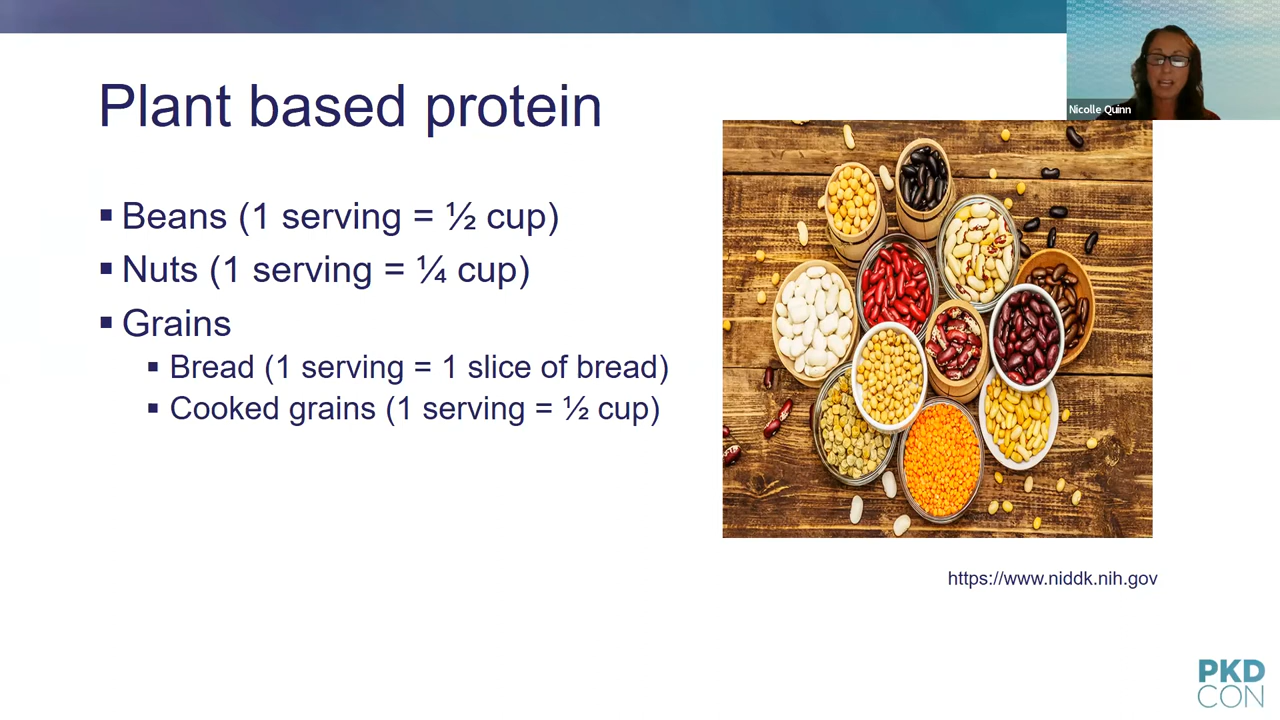 Plant based protein
Nicolle Quinn
▪ Beans (1 serving = ½ cup)
▪ Nuts (1 serving = ¼ cup)
▪ Grains
▪ Bread (1 serving = 1 slice of bread)
▪ Cooked grains (1 serving = ½ cup)
https://www.niddk.nih.gov
PKD
CON